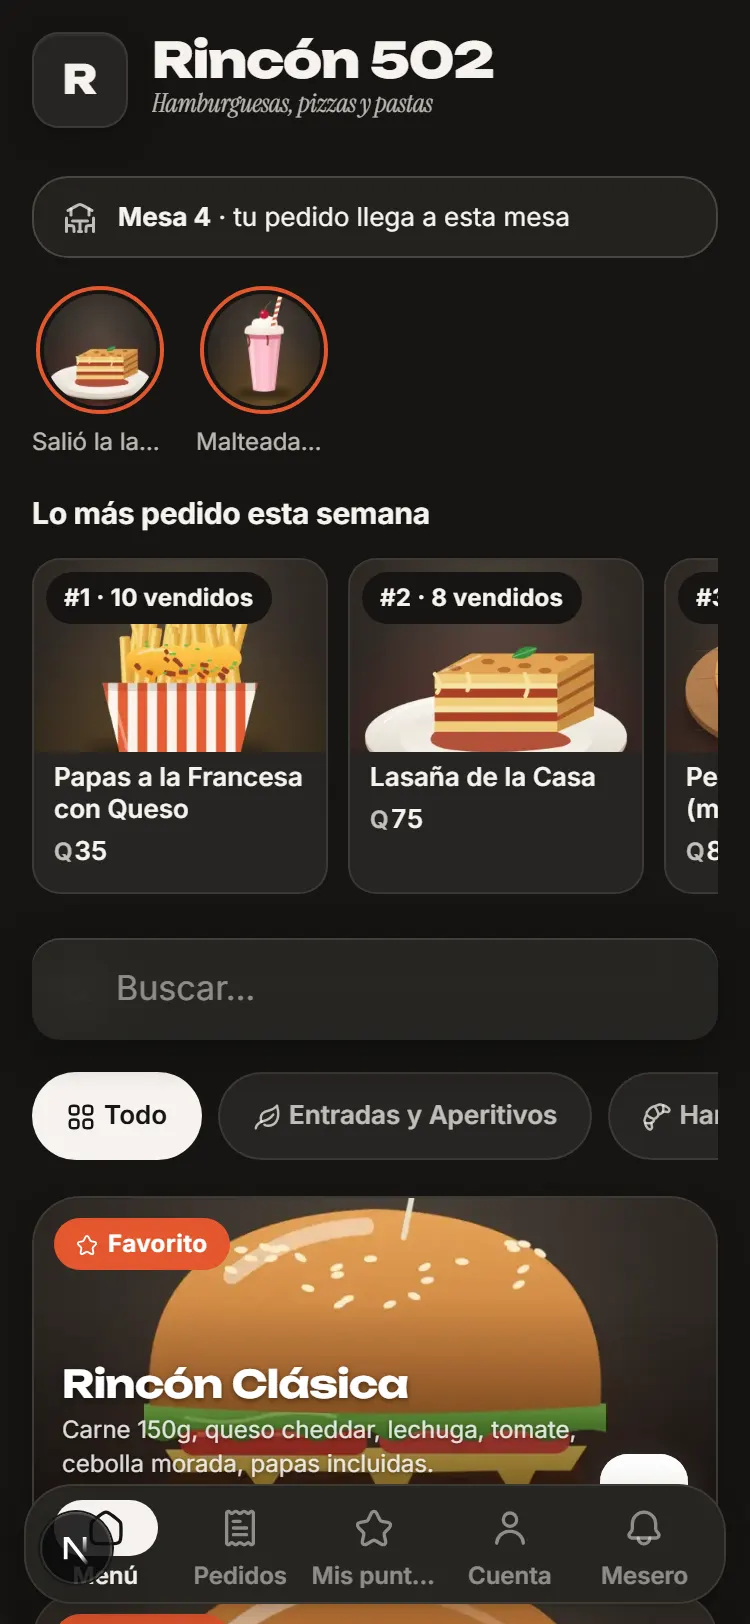 R
Rincón 502
Hamburguesas, pizzas y pastas
Mesa 4 · tu pedido llega a esta mesa
Salió la la...
Malteada...
Lo más pedido esta semana
#1 · 10 vendidos
#2 · 8 vendidos
Papas a la Francesa
con Queso
Q35
Lasaña de la Casa
Q75
Pe
(m
Q8
Buscar...
Todo
Entradas y Aperitivos
Favorito
Rincón Clásica
Carne 150g, queso cheddar, lechuga, tomate,
cebolla morada, papas incluidas.
N
Menú
Pedidos
Mis punt...
Cuenta
Mesero